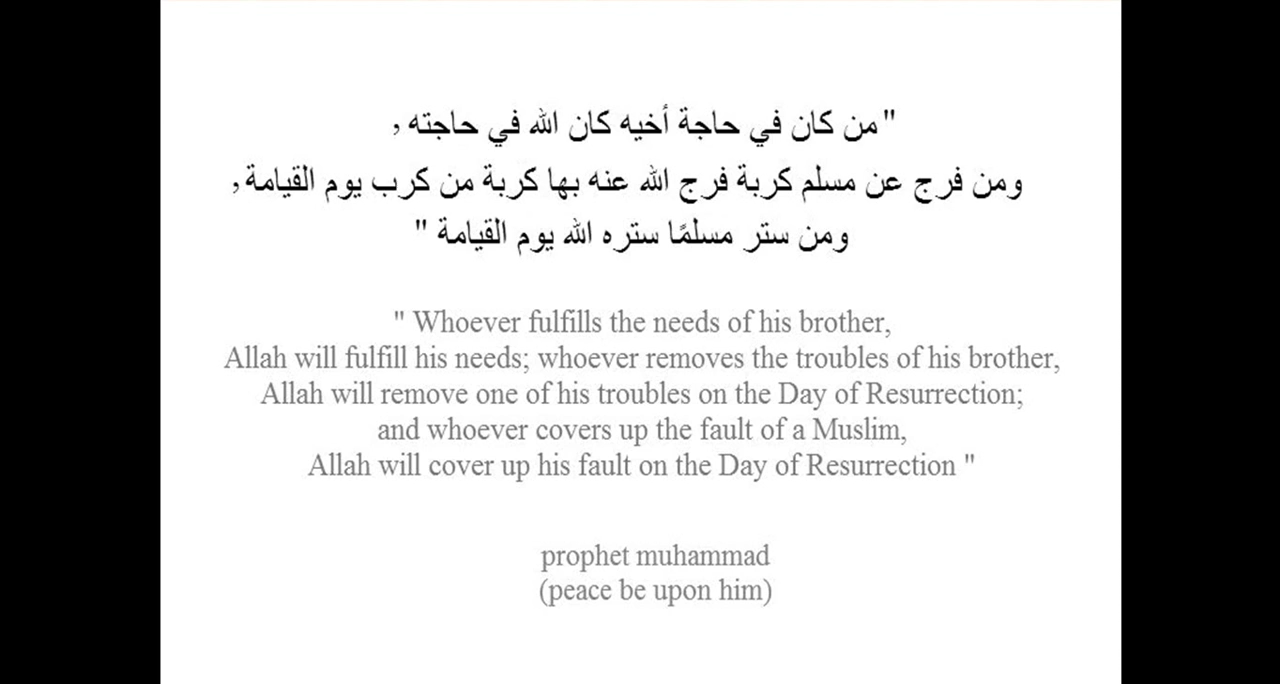 "من كان في حاجة أخيه كان الله في حاجته ,
ومن فرج عن مسلم كربة فرج الله عنه بها كربة من كرب يوم القيامة ,
ومن ستر مسلمًا ستره الله يوم القيامة "
" Whoever fulfills the needs of his brother,
Allah will fulfill his needs; whoever removes the troubles of his brother,
Allah will remove one of his troubles on the Day of Resurrection;
and whoever covers up the fault of a Muslim,
Allah will cover up his fault on the Day of Resurrection "
prophet muhammad
(peace be upon him)